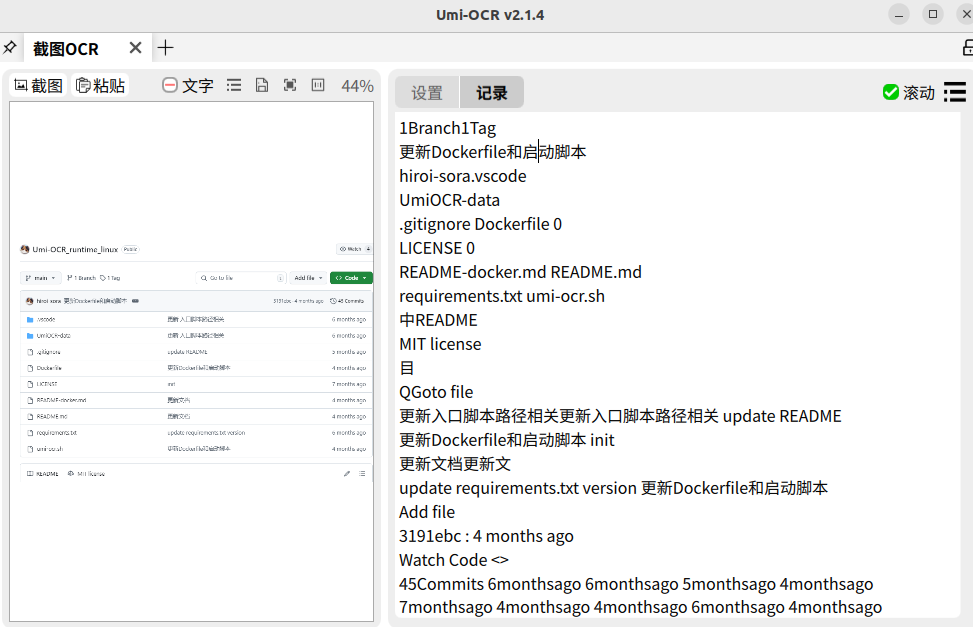 Umi-OCR v2.1.4
截图OCR
截图 粘贴 文字 44%
Umi-OCR_runtime_linux Public Watch 4
main 1 Branch 1 Tag Go to file Add file <> Code
hiroi-sora 更新Dockerfile和启动脚本 3191ebc · 4 months ago 45 Commits
.vscode 更新 入口脚本路径相关 6 months ago
UmiOCR-data 更新 入口脚本路径相关 6 months ago
.gitignore update README 5 months ago
Dockerfile 更新Dockerfile和启动脚本 4 months ago
LICENSE init 7 months ago
README-docker.md 更新文档 4 months ago
README.md 更新文档 4 months ago
requirements.txt update requirements.txt version 6 months ago
umi-ocr.sh 更新Dockerfile和启动脚本 4 months ago
README MIT license
设置 记录 滚动
1Branch1Tag
更新Dockerfile和启动脚本
hiroi-sora.vscode
UmiOCR-data
.gitignore Dockerfile 0
LICENSE 0
README-docker.md README.md
requirements.txt umi-ocr.sh
中README
MIT license
目
QGoto file
更新入口脚本路径相关更新入口脚本路径相关 update README
更新Dockerfile和启动脚本 init
更新文档更新文
update requirements.txt version 更新Dockerfile和启动脚本
Add file
3191ebc : 4 months ago
Watch Code <>
45Commits 6monthsago 6monthsago 5monthsago 4monthsago
7monthsago 4monthsago 4monthsago 6monthsago 4monthsago